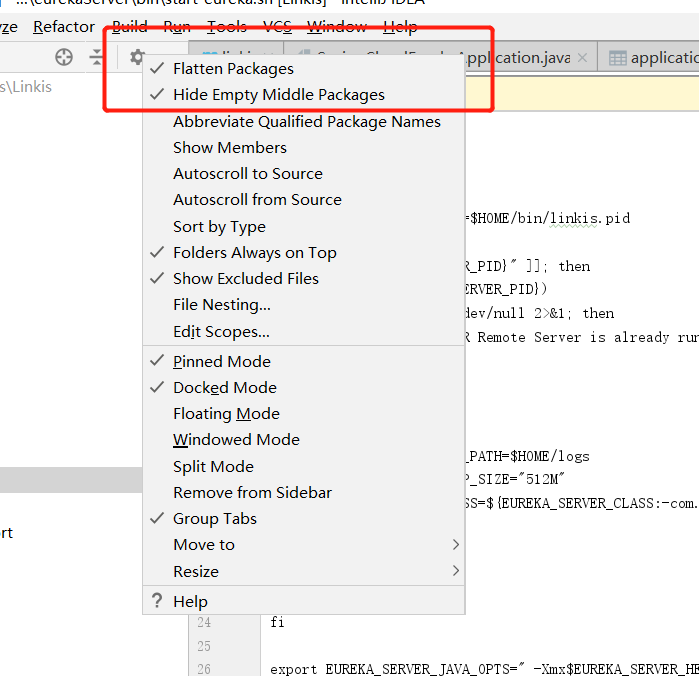 ...\eurekaServer\bin\start-eureka.sh [Linkis] - IntelliJ IDEA
ze Refactor Build Run Tools VCS Window Help
Application.java
applicatio
s\Linkis
Flatten Packages
Hide Empty Middle Packages
Abbreviate Qualified Package Names
Show Members
Autoscroll to Source
Autoscroll from Source
=$HOME/bin/linkis.pid
Sort by Type
Folders Always on Top
R_PID}" ]]; then
Show Excluded Files
ERVER_PID})
File Nesting...
dev/null 2>&1; then
Edit Scopes...
R Remote Server is already run
Pinned Mode
Docked Mode
Floating Mode
Windowed Mode
_PATH=$HOME/logs
Split Mode
P_SIZE="512M"
Remove from Sidebar
SS=${EUREKA_SERVER_CLASS:-com.
Group Tabs
rt
Move to
Resize
? Help
24 fi
25
26 export EUREKA_SERVER_JAVA_OPTS=" -Xmx$EUREKA_SERVER_HE